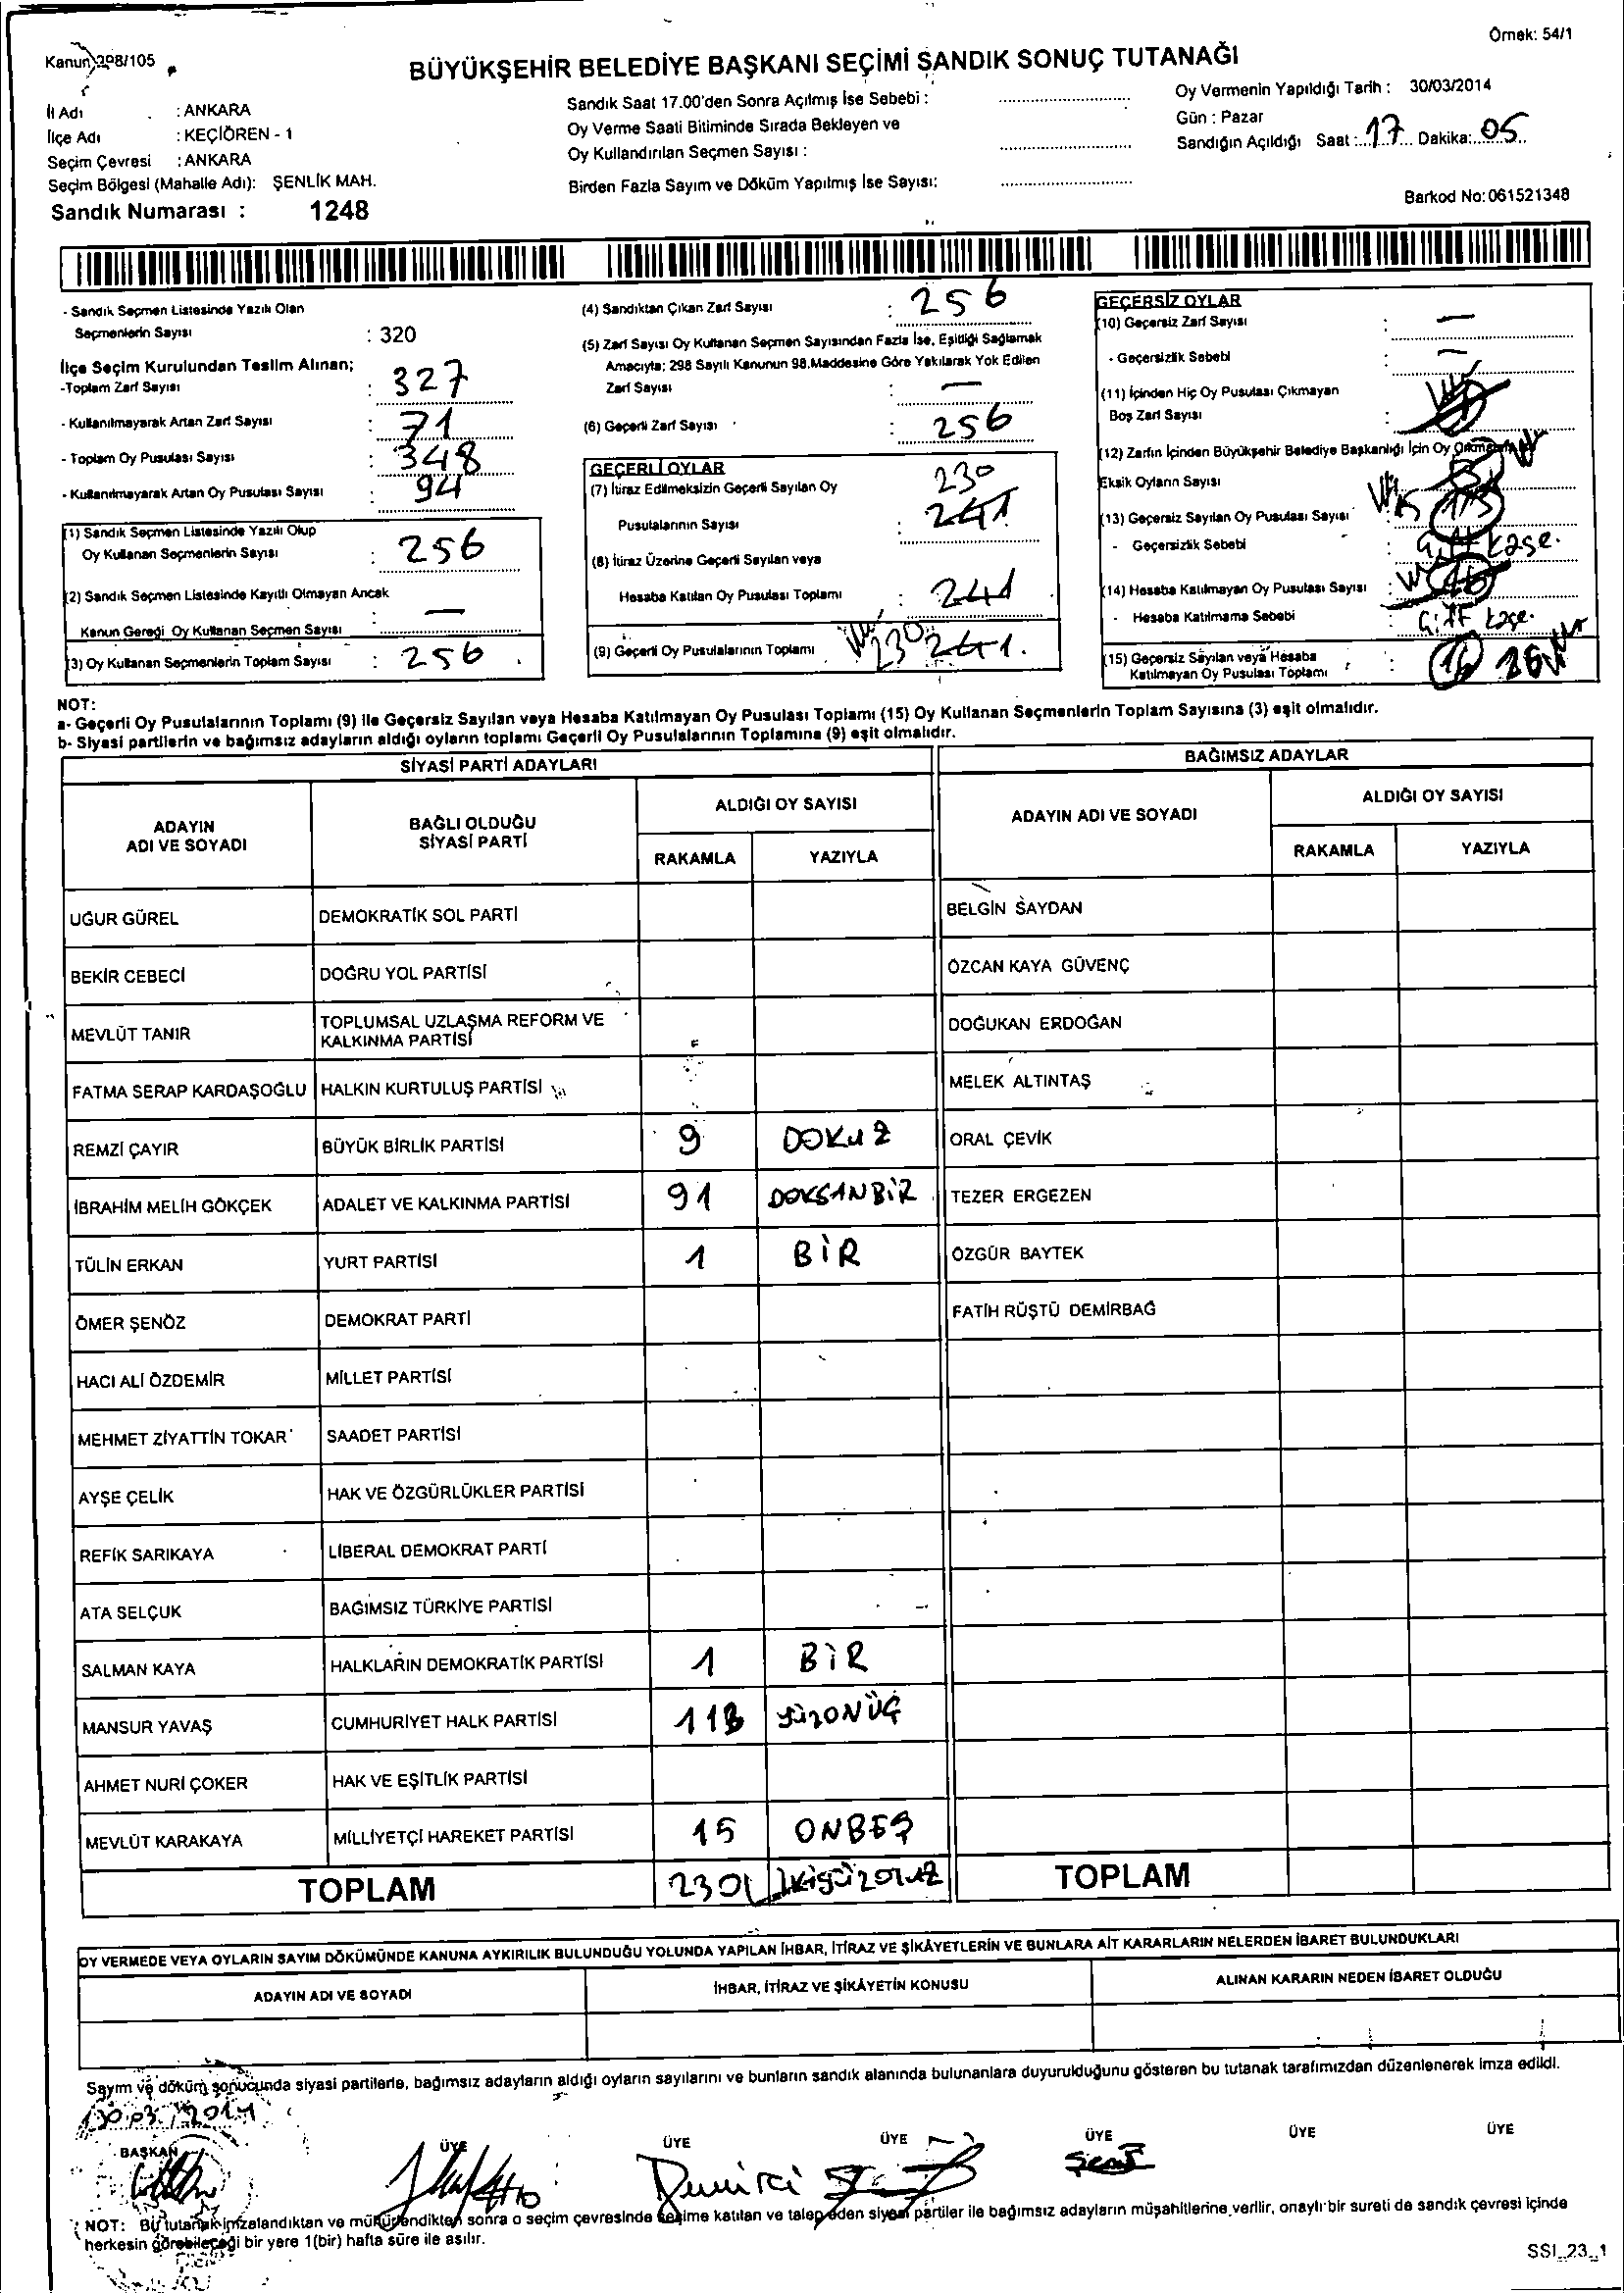 Örnek: 54/1
Kanun 298/105
BÜYÜKŞEHİR BELEDİYE BAŞKANI SEÇİMİ SANDIK SONUÇ TUTANAĞI
İl Adı : ANKARA
İlçe Adı : KEÇİÖREN - 1
Seçim Çevresi : ANKARA
Seçim Bölgesi (Mahalle Adı): ŞENLİK MAH.
Sandık Numarası : 1248
Sandık Saat 17.00'den Sonra Açılmış İse Sebebi :
Oy Verme Saati Bitiminde Sırada Bekleyen ve
Oy Kullandırılan Seçmen Sayısı :
Birden Fazla Sayım ve Döküm Yapılmış İse Sayısı:
Oy Vermenin Yapıldığı Tarih : 30/03/2014
Gün : Pazar
Sandığın Açıldığı Saat : 17 Dakika: 05
Barkod No: 061521348
- Sandık Seçmen Listesinde Yazılı Olan
Seçmenlerin Sayısı : 320
İlçe Seçim Kurulundan Teslim Alınan;
-Toplam Zarf Sayısı : 327
- Kullanılmayarak Artan Zarf Sayısı : 71
- Toplam Oy Pusulası Sayısı : 348
- Kullanılmayarak Artan Oy Pusulası Sayısı : 94
(1) Sandık Seçmen Listesinde Yazılı Olup
Oy Kullanan Seçmenlerin Sayısı : 256
(2) Sandık Seçmen Listesinde Kayıtlı Olmayan Ancak
Kanun Gereği Oy Kullanan Seçmen Sayısı : —
(3) Oy Kullanan Seçmenlerin Toplam Sayısı : 256
(4) Sandıktan Çıkan Zarf Sayısı : 256
(5) Zarf Sayısı Oy Kullanan Seçmen Sayısından Fazla İse, Eşitliği Sağlamak
Amacıyla; 298 Sayılı Kanunun 98.Maddesine Göre Yakılarak Yok Edilen
Zarf Sayısı : —
(6) Geçerli Zarf Sayısı : 256
GEÇERLİ OYLAR
(7) İtiraz Edilmeksizin Geçerli Sayılan Oy 230
Pusulalarının Sayısı : 241
(8) İtiraz Üzerine Geçerli Sayılan veya
Hesaba Katılan Oy Pusulası Toplamı : 241
(9) Geçerli Oy Pusulalarının Toplamı 230 241.
GEÇERSİZ OYLAR
(10) Geçersiz Zarf Sayısı : —
- Geçersizlik Sebebi : —
(11) İçinden Hiç Oy Pusulası Çıkmayan
Boş Zarf Sayısı :
(12) Zarfın İçinden Büyükşehir Belediye Başkanlığı İçin Oy
Eksik Oyların Sayısı
(13) Geçersiz Sayılan Oy Pusulası Sayısı
- Geçersizlik Sebebi : Çift kaşe.
(14) Hesaba Katılmayan Oy Pusulası Sayısı :
- Hesaba Katılmama Sebebi : Çift kaşe.
(15) Geçersiz Sayılan veya Hesaba
Katılmayan Oy Pusulası Toplamı : 26
NOT:
a- Geçerli Oy Pusulalarının Toplamı (9) ile Geçersiz Sayılan veya Hesaba Katılmayan Oy Pusulası Toplamı (15) Oy Kullanan Seçmenlerin Toplam Sayısına (3) eşit olmalıdır.
b- Siyasi partilerin ve bağımsız adayların aldığı oyların toplamı Geçerli Oy Pusulalarının Toplamına (9) eşit olmalıdır.
SİYASİ PARTİ ADAYLARI BAĞIMSIZ ADAYLAR
ADAYIN ADI VE SOYADI BAĞLI OLDUĞU SİYASİ PARTİ ALDIĞI OY SAYISI ADAYIN ADI VE SOYADI ALDIĞI OY SAYISI
RAKAMLA YAZIYLA RAKAMLA YAZIYLA
UĞUR GÜREL DEMOKRATİK SOL PARTİ BELGİN SAYDAN
BEKİR CEBECİ DOĞRU YOL PARTİSİ ÖZCAN KAYA GÜVENÇ
MEVLÜT TANIR TOPLUMSAL UZLAŞMA REFORM VE KALKINMA PARTİSİ DOĞUKAN ERDOĞAN
FATMA SERAP KARDAŞOĞLU HALKIN KURTULUŞ PARTİSİ MELEK ALTINTAŞ
REMZİ ÇAYIR BÜYÜK BİRLİK PARTİSİ 9 DOKUZ ORAL ÇEVİK
İBRAHİM MELİH GÖKÇEK ADALET VE KALKINMA PARTİSİ 91 DOKSANBİR TEZER ERGEZEN
TÜLİN ERKAN YURT PARTİSİ 1 BİR ÖZGÜR BAYTEK
ÖMER ŞENÖZ DEMOKRAT PARTİ FATİH RÜŞTÜ DEMİRBAĞ
HACI ALİ ÖZDEMİR MİLLET PARTİSİ
MEHMET ZİYATTİN TOKAR SAADET PARTİSİ
AYŞE ÇELİK HAK VE ÖZGÜRLÜKLER PARTİSİ
REFİK SARIKAYA LİBERAL DEMOKRAT PARTİ
ATA SELÇUK BAĞIMSIZ TÜRKİYE PARTİSİ
SALMAN KAYA HALKLARIN DEMOKRATİK PARTİSİ 1 BİR
MANSUR YAVAŞ CUMHURİYET HALK PARTİSİ 113 YüzONÜÇ
AHMET NURİ ÇOKER HAK VE EŞİTLİK PARTİSİ
MEVLÜT KARAKAYA MİLLİYETÇİ HAREKET PARTİSİ 15 ONBEŞ
TOPLAM 230 İkiyüzotuz TOPLAM
OY VERMEDE VEYA OYLARIN SAYIM DÖKÜMÜNDE KANUNA AYKIRILIK BULUNDUĞU YOLUNDA YAPILAN İHBAR, İTİRAZ VE ŞİKÂYETLERİN VE BUNLARA AİT KARARLARIN NELERDEN İBARET BULUNDUKLARI
ADAYIN ADI VE SOYADI İHBAR, İTİRAZ VE ŞİKÂYETİN KONUSU ALINAN KARARIN NEDEN İBARET OLDUĞU
Sayım ve döküm sonucunda siyasi partilerle, bağımsız adayların aldığı oyların sayılarını ve bunların sandık alanında bulunanlara duyurulduğunu gösteren bu tutanak tarafımızdan düzenlenerek imza edildi.
30.03.2014
BAŞKAN ÜYE ÜYE ÜYE ÜYE ÜYE ÜYE
Demirci
NOT: Bu tutanak imzalandıktan ve mühürlendikten sonra o seçim çevresinde seçime katılan ve talep eden siyasi partiler ile bağımsız adayların müşahitlerine verilir, onaylı bir sureti de sandık çevresi içinde
herkesin görebileceği bir yere 1(bir) hafta süre ile asılır.
SSI_23_1